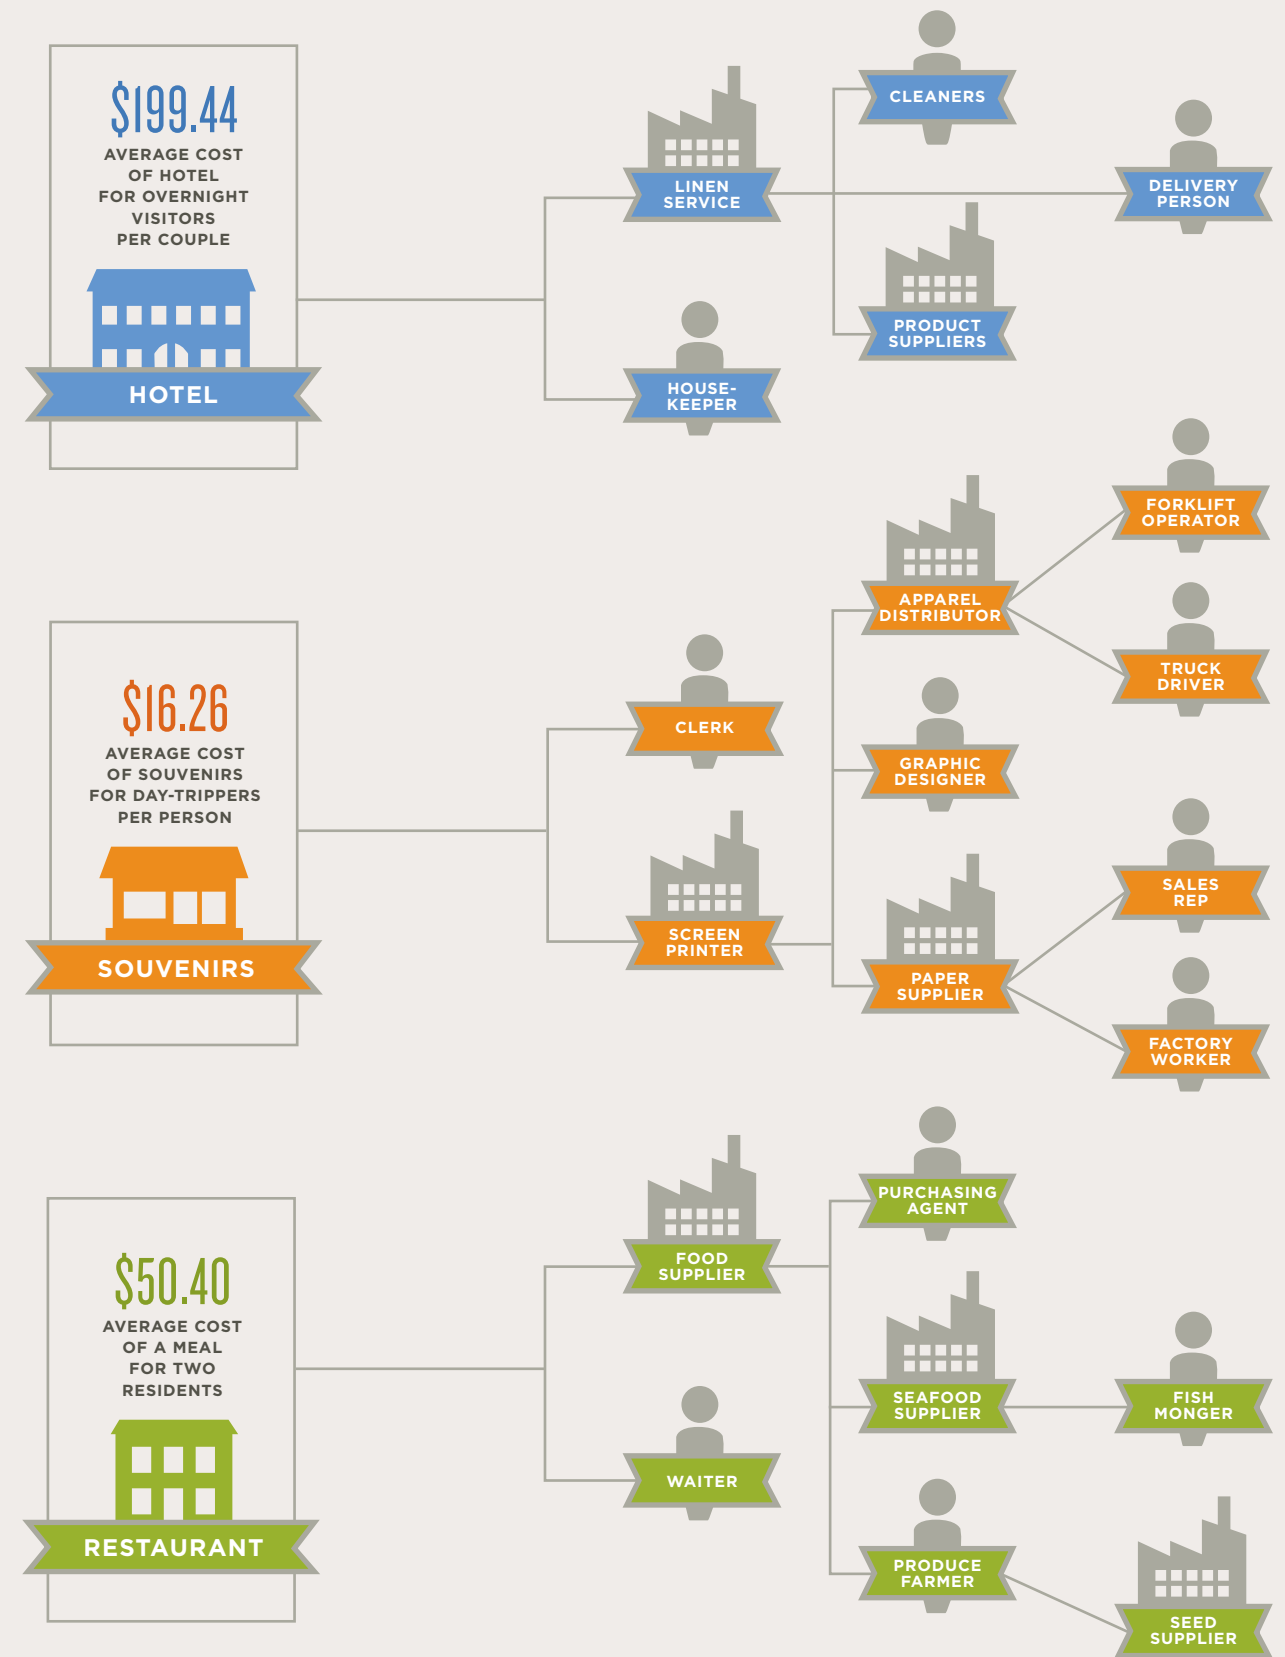 $199.44
AVERAGE COST
OF HOTEL
FOR OVERNIGHT
VISITORS
PER COUPLE
HOTEL
LINEN
SERVICE
HOUSE-
KEEPER
CLEANERS
PRODUCT
SUPPLIERS
DELIVERY
PERSON
$16.26
AVERAGE COST
OF SOUVENIRS
FOR DAY-TRIPPERS
PER PERSON
SOUVENIRS
CLERK
SCREEN
PRINTER
APPAREL
DISTRIBUTOR
GRAPHIC
DESIGNER
PAPER
SUPPLIER
FORKLIFT
OPERATOR
TRUCK
DRIVER
SALES
REP
FACTORY
WORKER
$50.40
AVERAGE COST
OF A MEAL
FOR TWO
RESIDENTS
RESTAURANT
FOOD
SUPPLIER
WAITER
PURCHASING
AGENT
SEAFOOD
SUPPLIER
PRODUCE
FARMER
FISH
MONGER
SEED
SUPPLIER